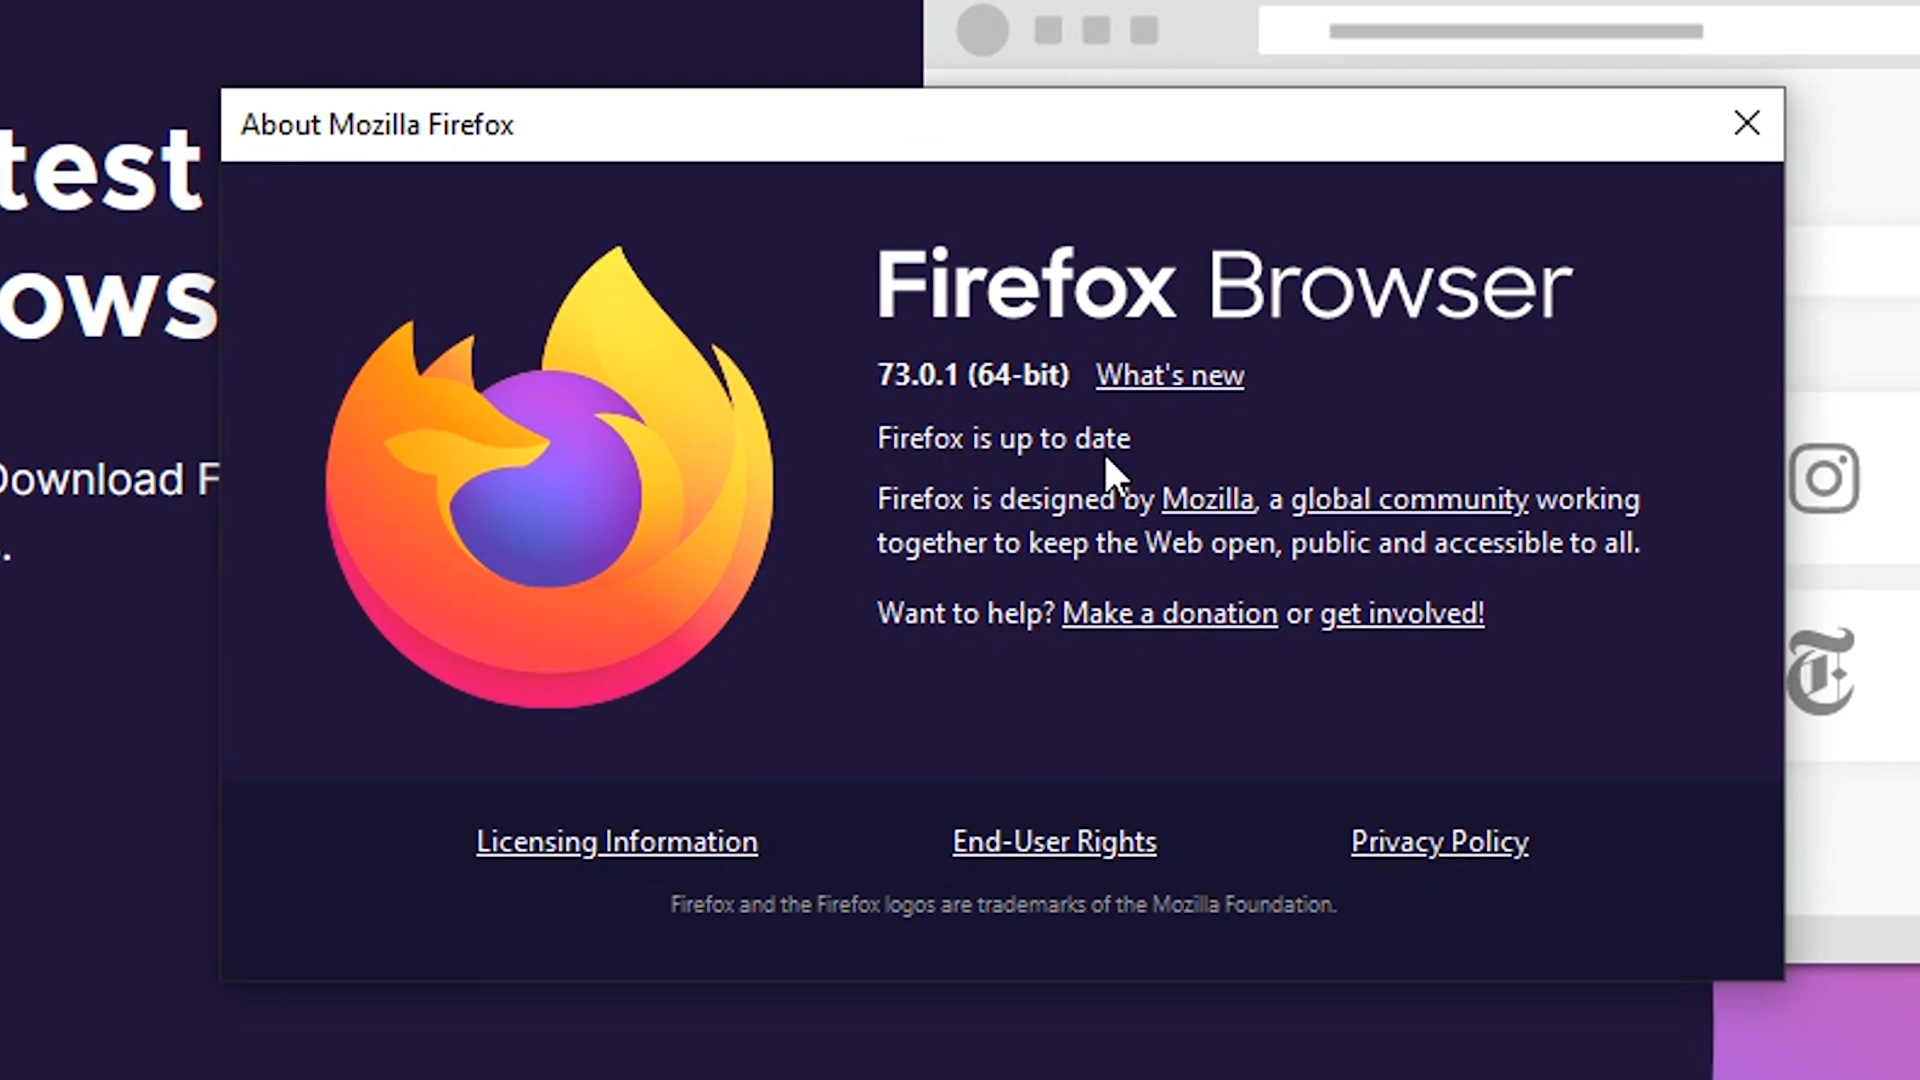 test
ows
Download F
.
About Mozilla Firefox
Firefox Browser
73.0.1 (64-bit) What's new
Firefox is up to date
Firefox is designed by Mozilla, a global community working
together to keep the Web open, public and accessible to all.
Want to help? Make a donation or get involved!
Licensing Information End-User Rights Privacy Policy
Firefox and the Firefox logos are trademarks of the Mozilla Foundation.
T